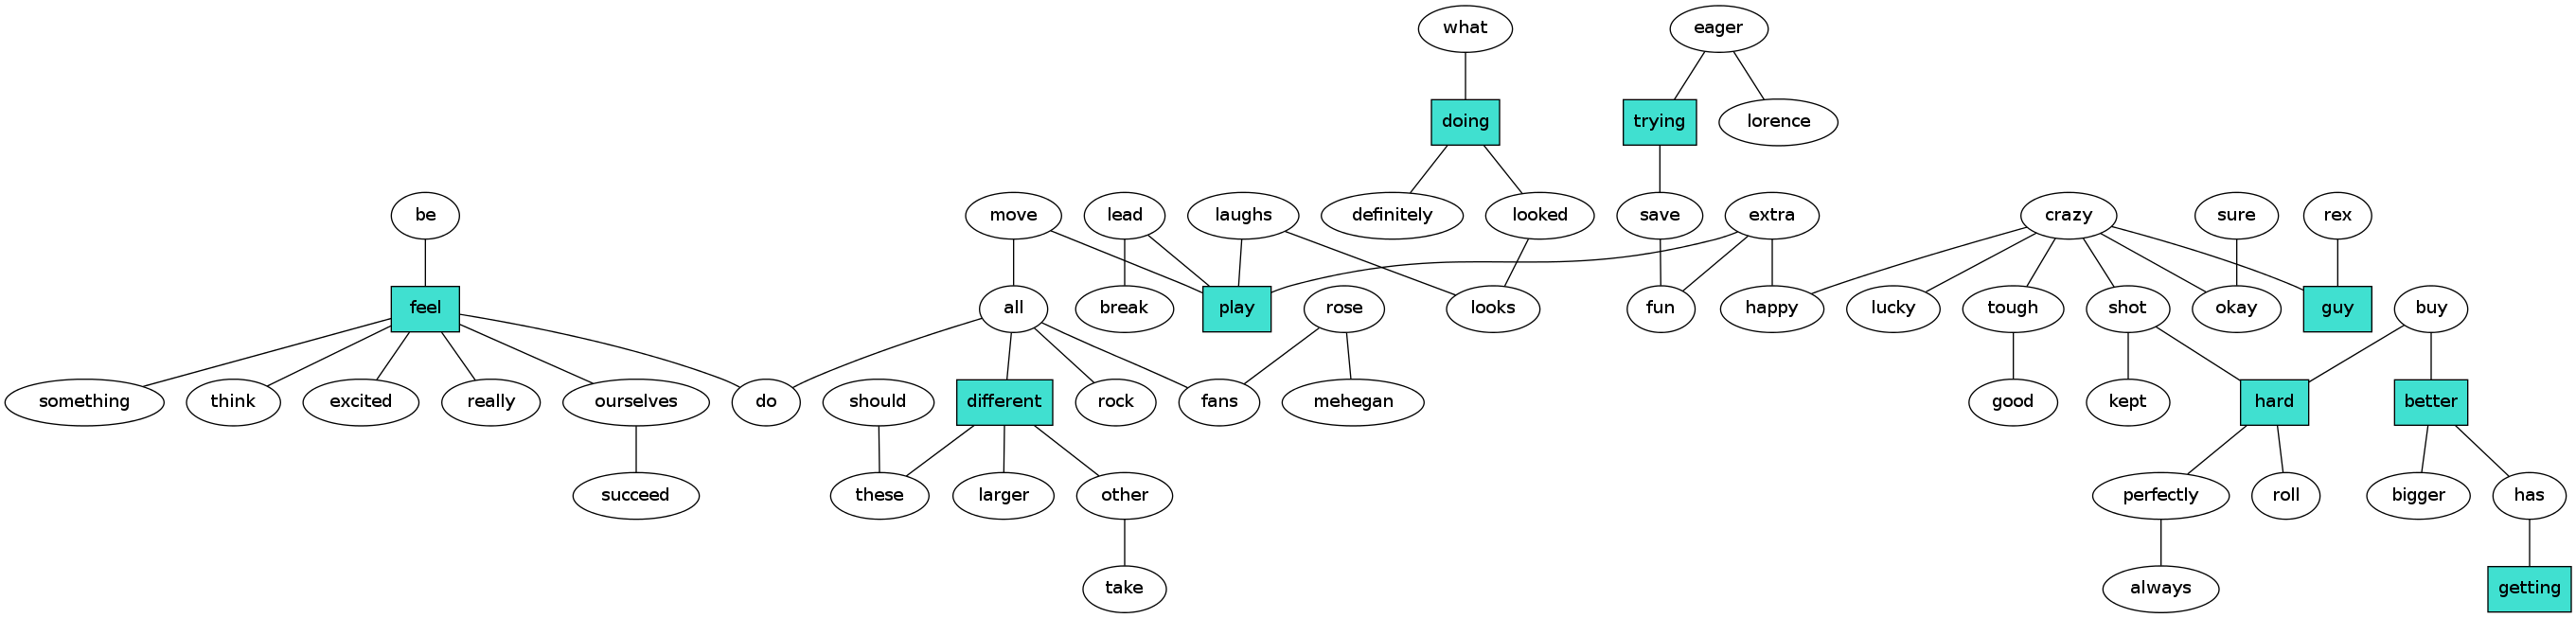 what eager
doing trying lorence
be move lead laughs definitely looked save extra crazy sure rex
feel all break play rose looks fun happy lucky tough shot okay guy buy
something think excited really ourselves do should different rock fans mehegan good kept hard better
succeed these larger other perfectly roll bigger has
take always getting